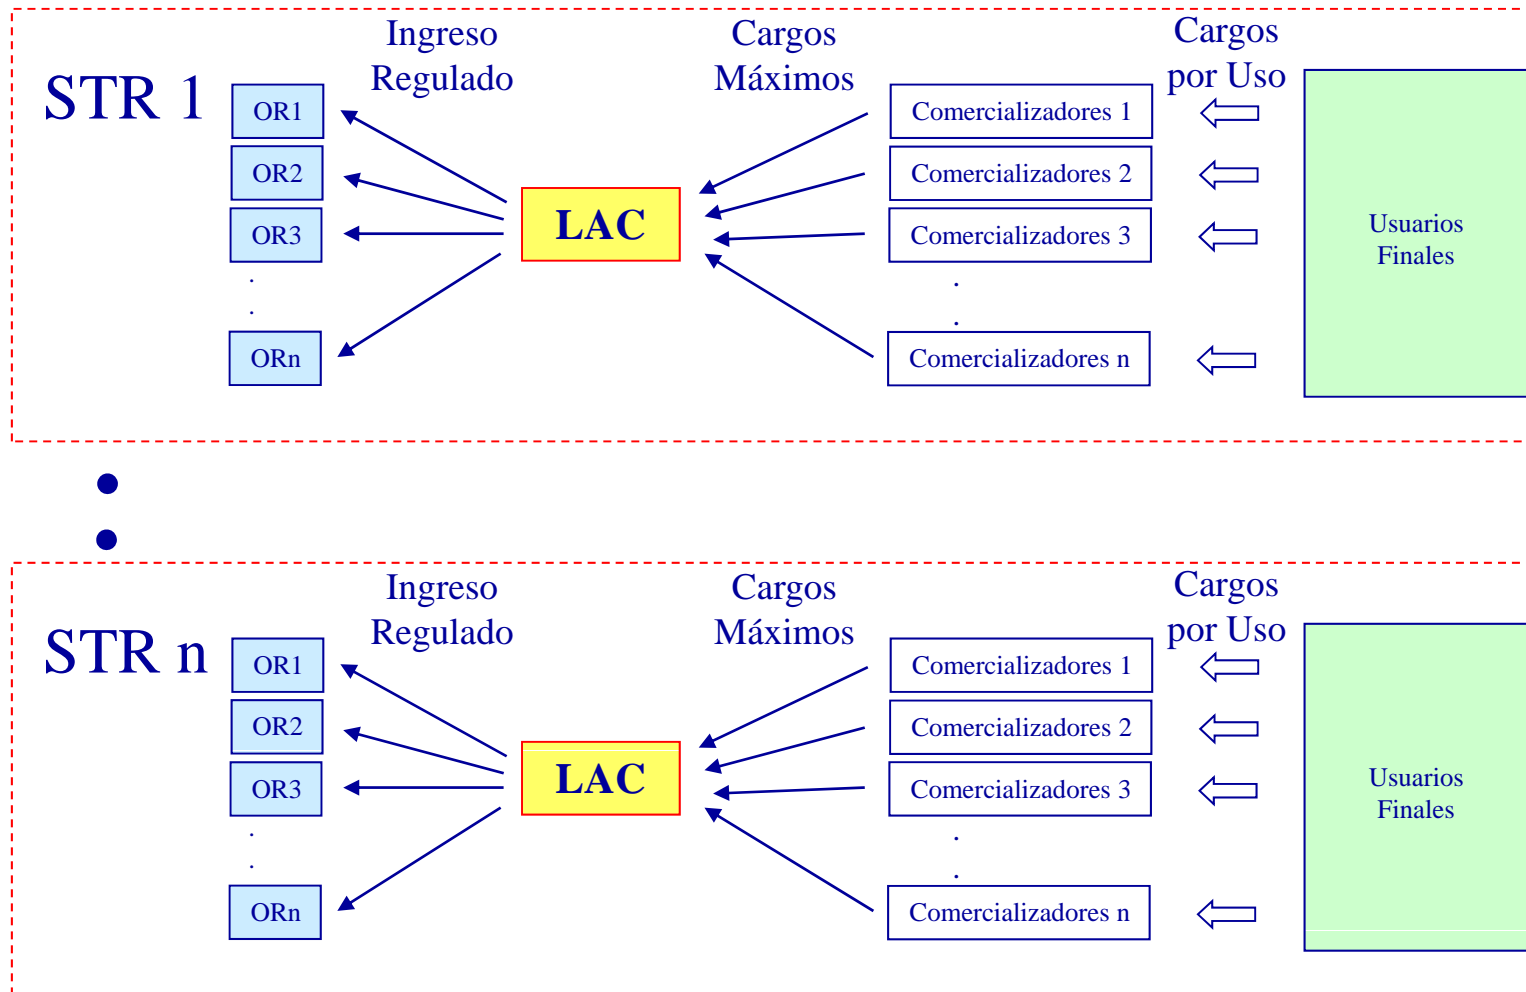 Ingreso
Regulado
Cargos
Máximos
Cargos
por Uso
STR 1
OR1
OR2
OR3
.
.
ORn
LAC
Comercializadores 1
Comercializadores 2
Comercializadores 3
.
.
Comercializadores n
Usuarios
Finales
•
•
Ingreso
Regulado
Cargos
Máximos
Cargos
por Uso
STR n
OR1
OR2
OR3
.
.
ORn
LAC
Comercializadores 1
Comercializadores 2
Comercializadores 3
.
.
Comercializadores n
Usuarios
Finales